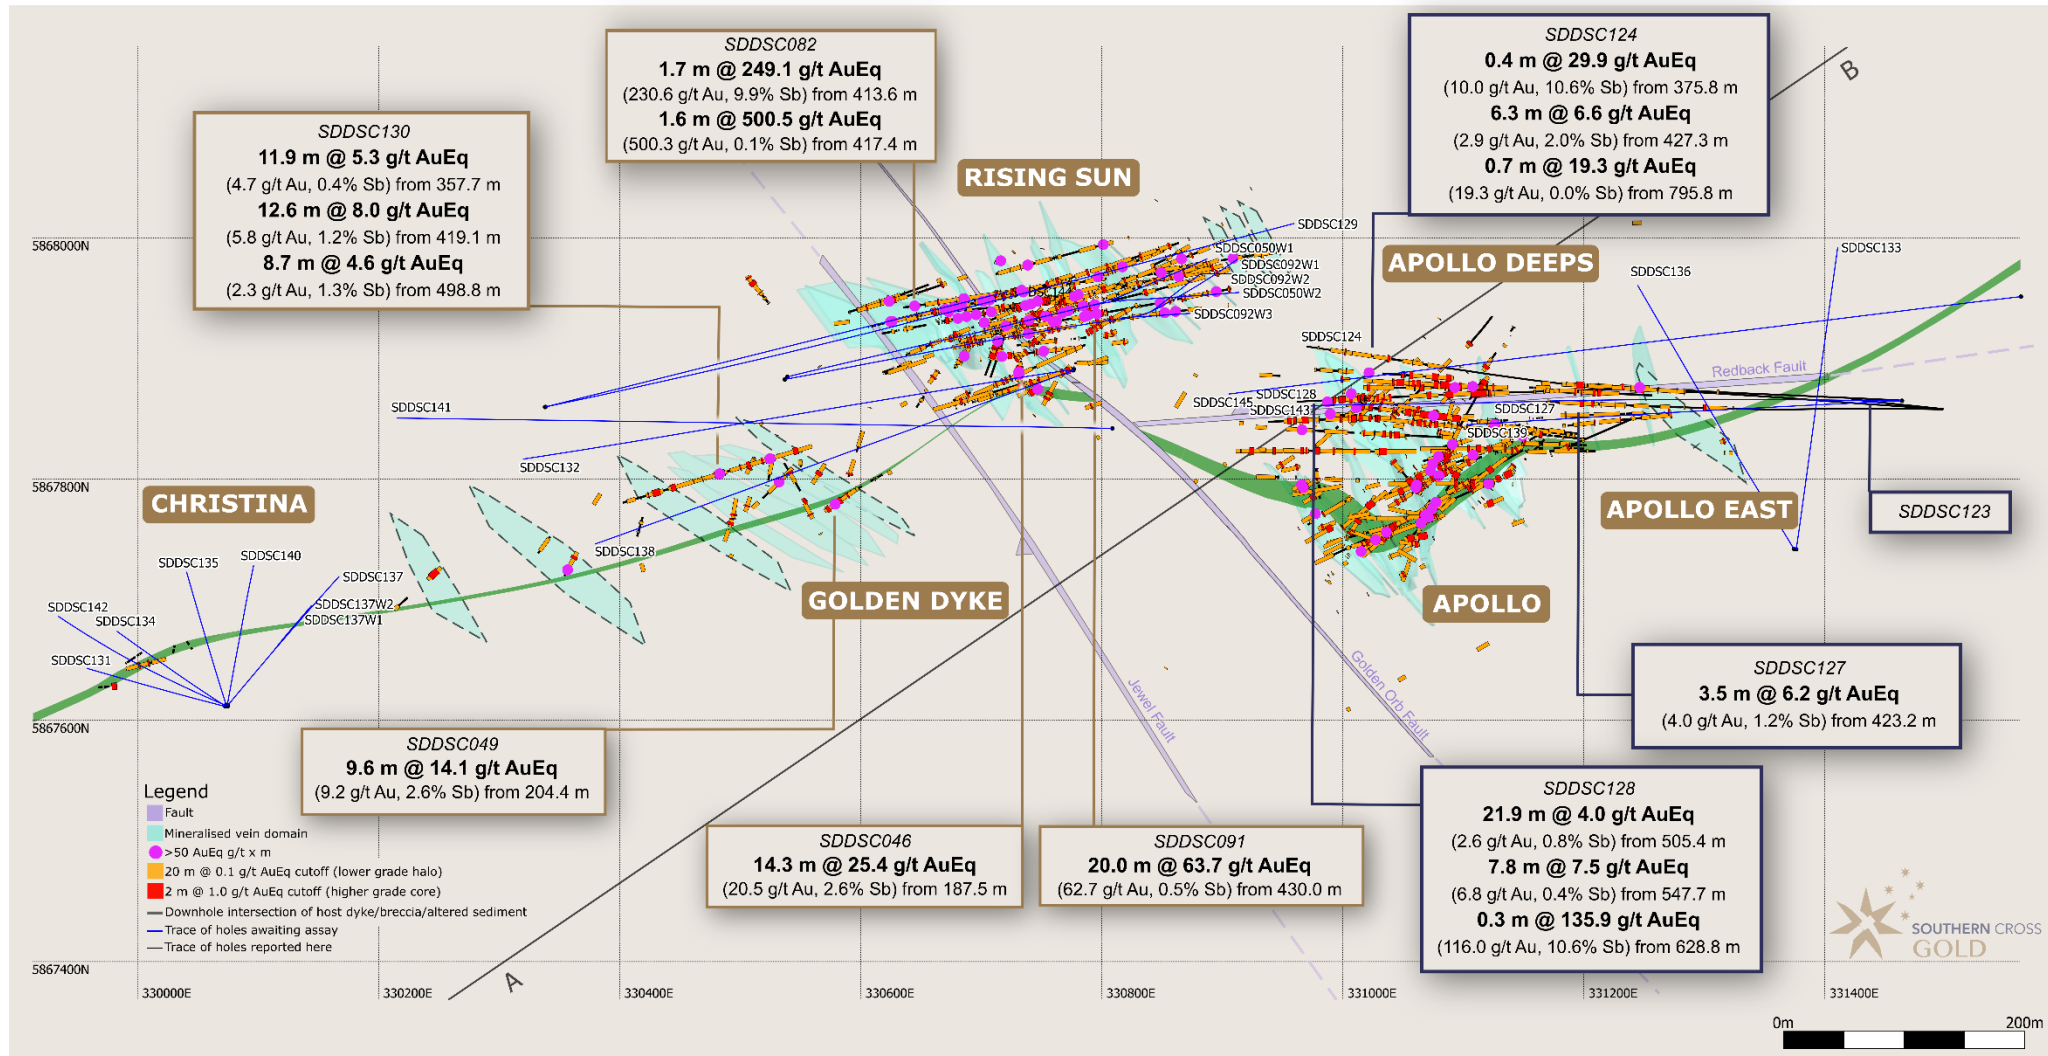 SDDSC082
1.7 m @ 249.1 g/t AuEq
(230.6 g/t Au, 9.9% Sb) from 413.6 m
1.6 m @ 500.5 g/t AuEq
(500.3 g/t Au, 0.1% Sb) from 417.4 m
SDDSC124
0.4 m @ 29.9 g/t AuEq
(10.0 g/t Au, 10.6% Sb) from 375.8 m
6.3 m @ 6.6 g/t AuEq
(2.9 g/t Au, 2.0% Sb) from 427.3 m
0.7 m @ 19.3 g/t AuEq
(19.3 g/t Au, 0.0% Sb) from 795.8 m
B
SDDSC130
11.9 m @ 5.3 g/t AuEq
(4.7 g/t Au, 0.4% Sb) from 357.7 m
12.6 m @ 8.0 g/t AuEq
(5.8 g/t Au, 1.2% Sb) from 419.1 m
8.7 m @ 4.6 g/t AuEq
(2.3 g/t Au, 1.3% Sb) from 498.8 m
RISING SUN
5868000N
SDDSC129
SDDSC050W1
SDDSC092W1
SDDSC092W2
SDDSC050W2
SDDSC092W3
APOLLO DEEPS
SDDSC133
SDDSC136
SDDSC124
Redback Fault
SDDSC128
SDDSC145
SDDSC143
SDDSC127
SDDSC139
SDDSC141
SDDSC132
5867800N
CHRISTINA
APOLLO EAST
SDDSC123
SDDSC138
SDDSC140
SDDSC135
SDDSC137
SDDSC137W2
SDDSC137W1
SDDSC142
SDDSC134
SDDSC131
GOLDEN DYKE
APOLLO
Jewel Fault
Golden Orb Fault
5867600N
SDDSC127
3.5 m @ 6.2 g/t AuEq
(4.0 g/t Au, 1.2% Sb) from 423.2 m
SDDSC049
9.6 m @ 14.1 g/t AuEq
(9.2 g/t Au, 2.6% Sb) from 204.4 m
SDDSC128
21.9 m @ 4.0 g/t AuEq
(2.6 g/t Au, 0.8% Sb) from 505.4 m
7.8 m @ 7.5 g/t AuEq
(6.8 g/t Au, 0.4% Sb) from 547.7 m
0.3 m @ 135.9 g/t AuEq
(116.0 g/t Au, 10.6% Sb) from 628.8 m
SDDSC046
14.3 m @ 25.4 g/t AuEq
(20.5 g/t Au, 2.6% Sb) from 187.5 m
SDDSC091
20.0 m @ 63.7 g/t AuEq
(62.7 g/t Au, 0.5% Sb) from 430.0 m
Legend
Fault
Mineralised vein domain
>50 AuEq g/t x m
20 m @ 0.1 g/t AuEq cutoff (lower grade halo)
2 m @ 1.0 g/t AuEq cutoff (higher grade core)
Downhole intersection of host dyke/breccia/altered sediment
Trace of holes awaiting assay
Trace of holes reported here
SOUTHERN CROSS
GOLD
5867400N
A
330000E
330200E
330400E
330600E
330800E
331000E
331200E
331400E
0m
200m